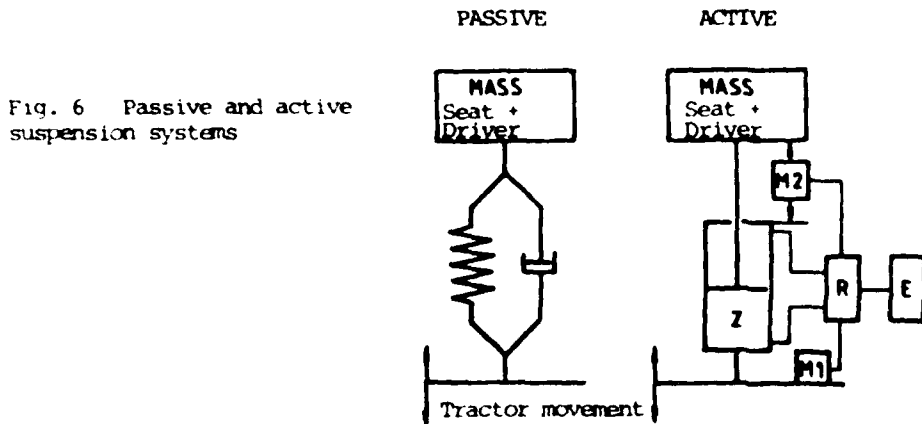 PASSIVE ACTIVE
Fig. 6 Passive and active
suspension systems
MASS
Seat +
Driver
MASS
Seat +
Driver
M2
R
E
Z
M1
Tractor movement